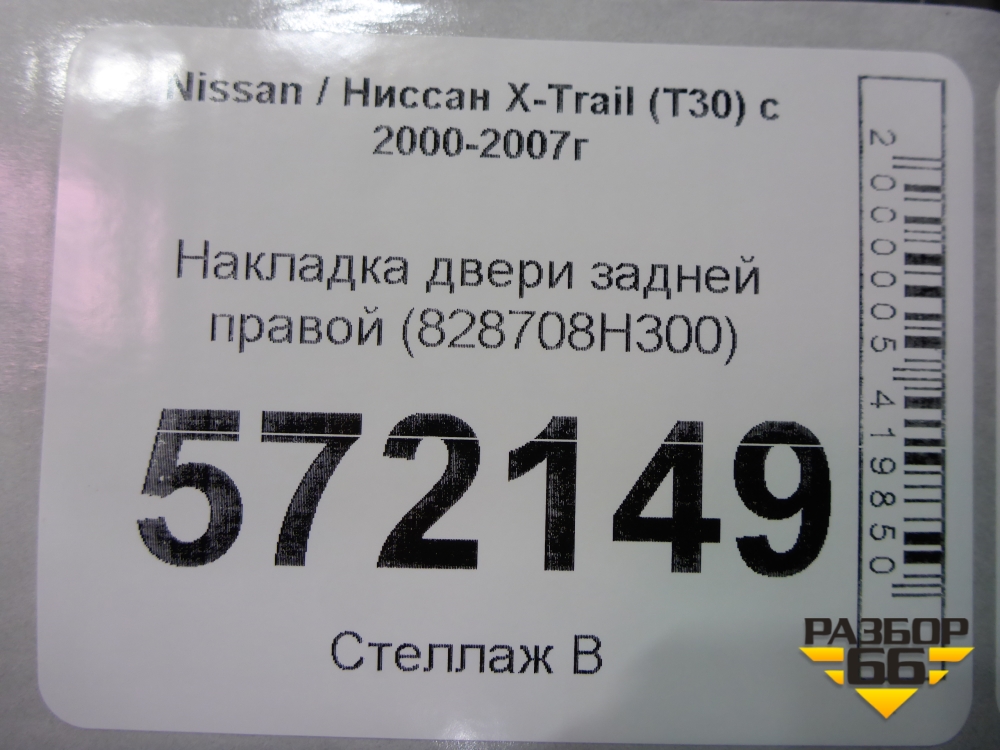 Nissan / Ниссан X-Trail (T30) с
2000-2007г
Накладка двери задней
правой (828708H300)
572149
Стеллаж В
2000005419850
РАЗБОР
66